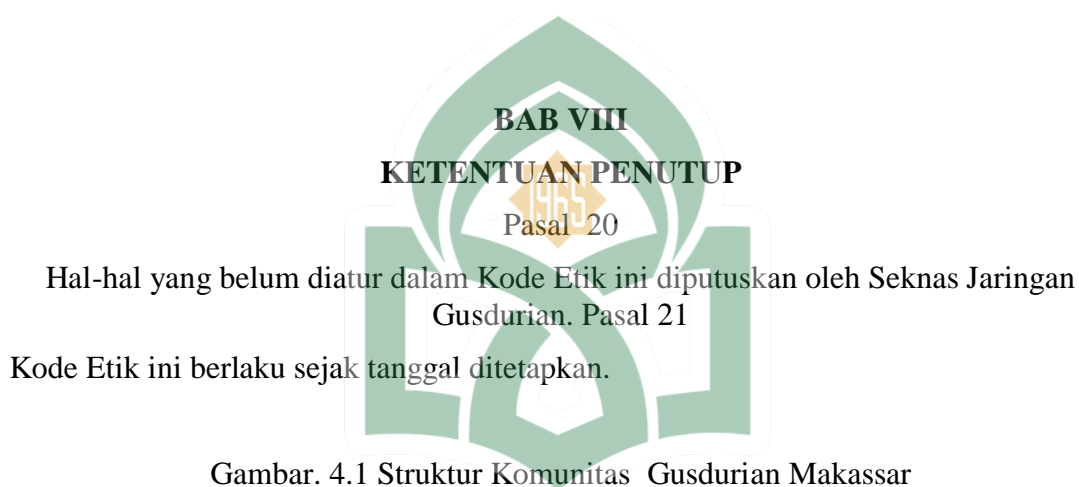 BAB VIII
KETENTUAN PENUTUP
1965
Pasal 20
Hal-hal yang belum diatur dalam Kode Etik ini diputuskan oleh Seknas Jaringan
Gusdurian. Pasal 21
Kode Etik ini berlaku sejak tanggal ditetapkan.
Gambar. 4.1 Struktur Komunitas Gusdurian Makassar